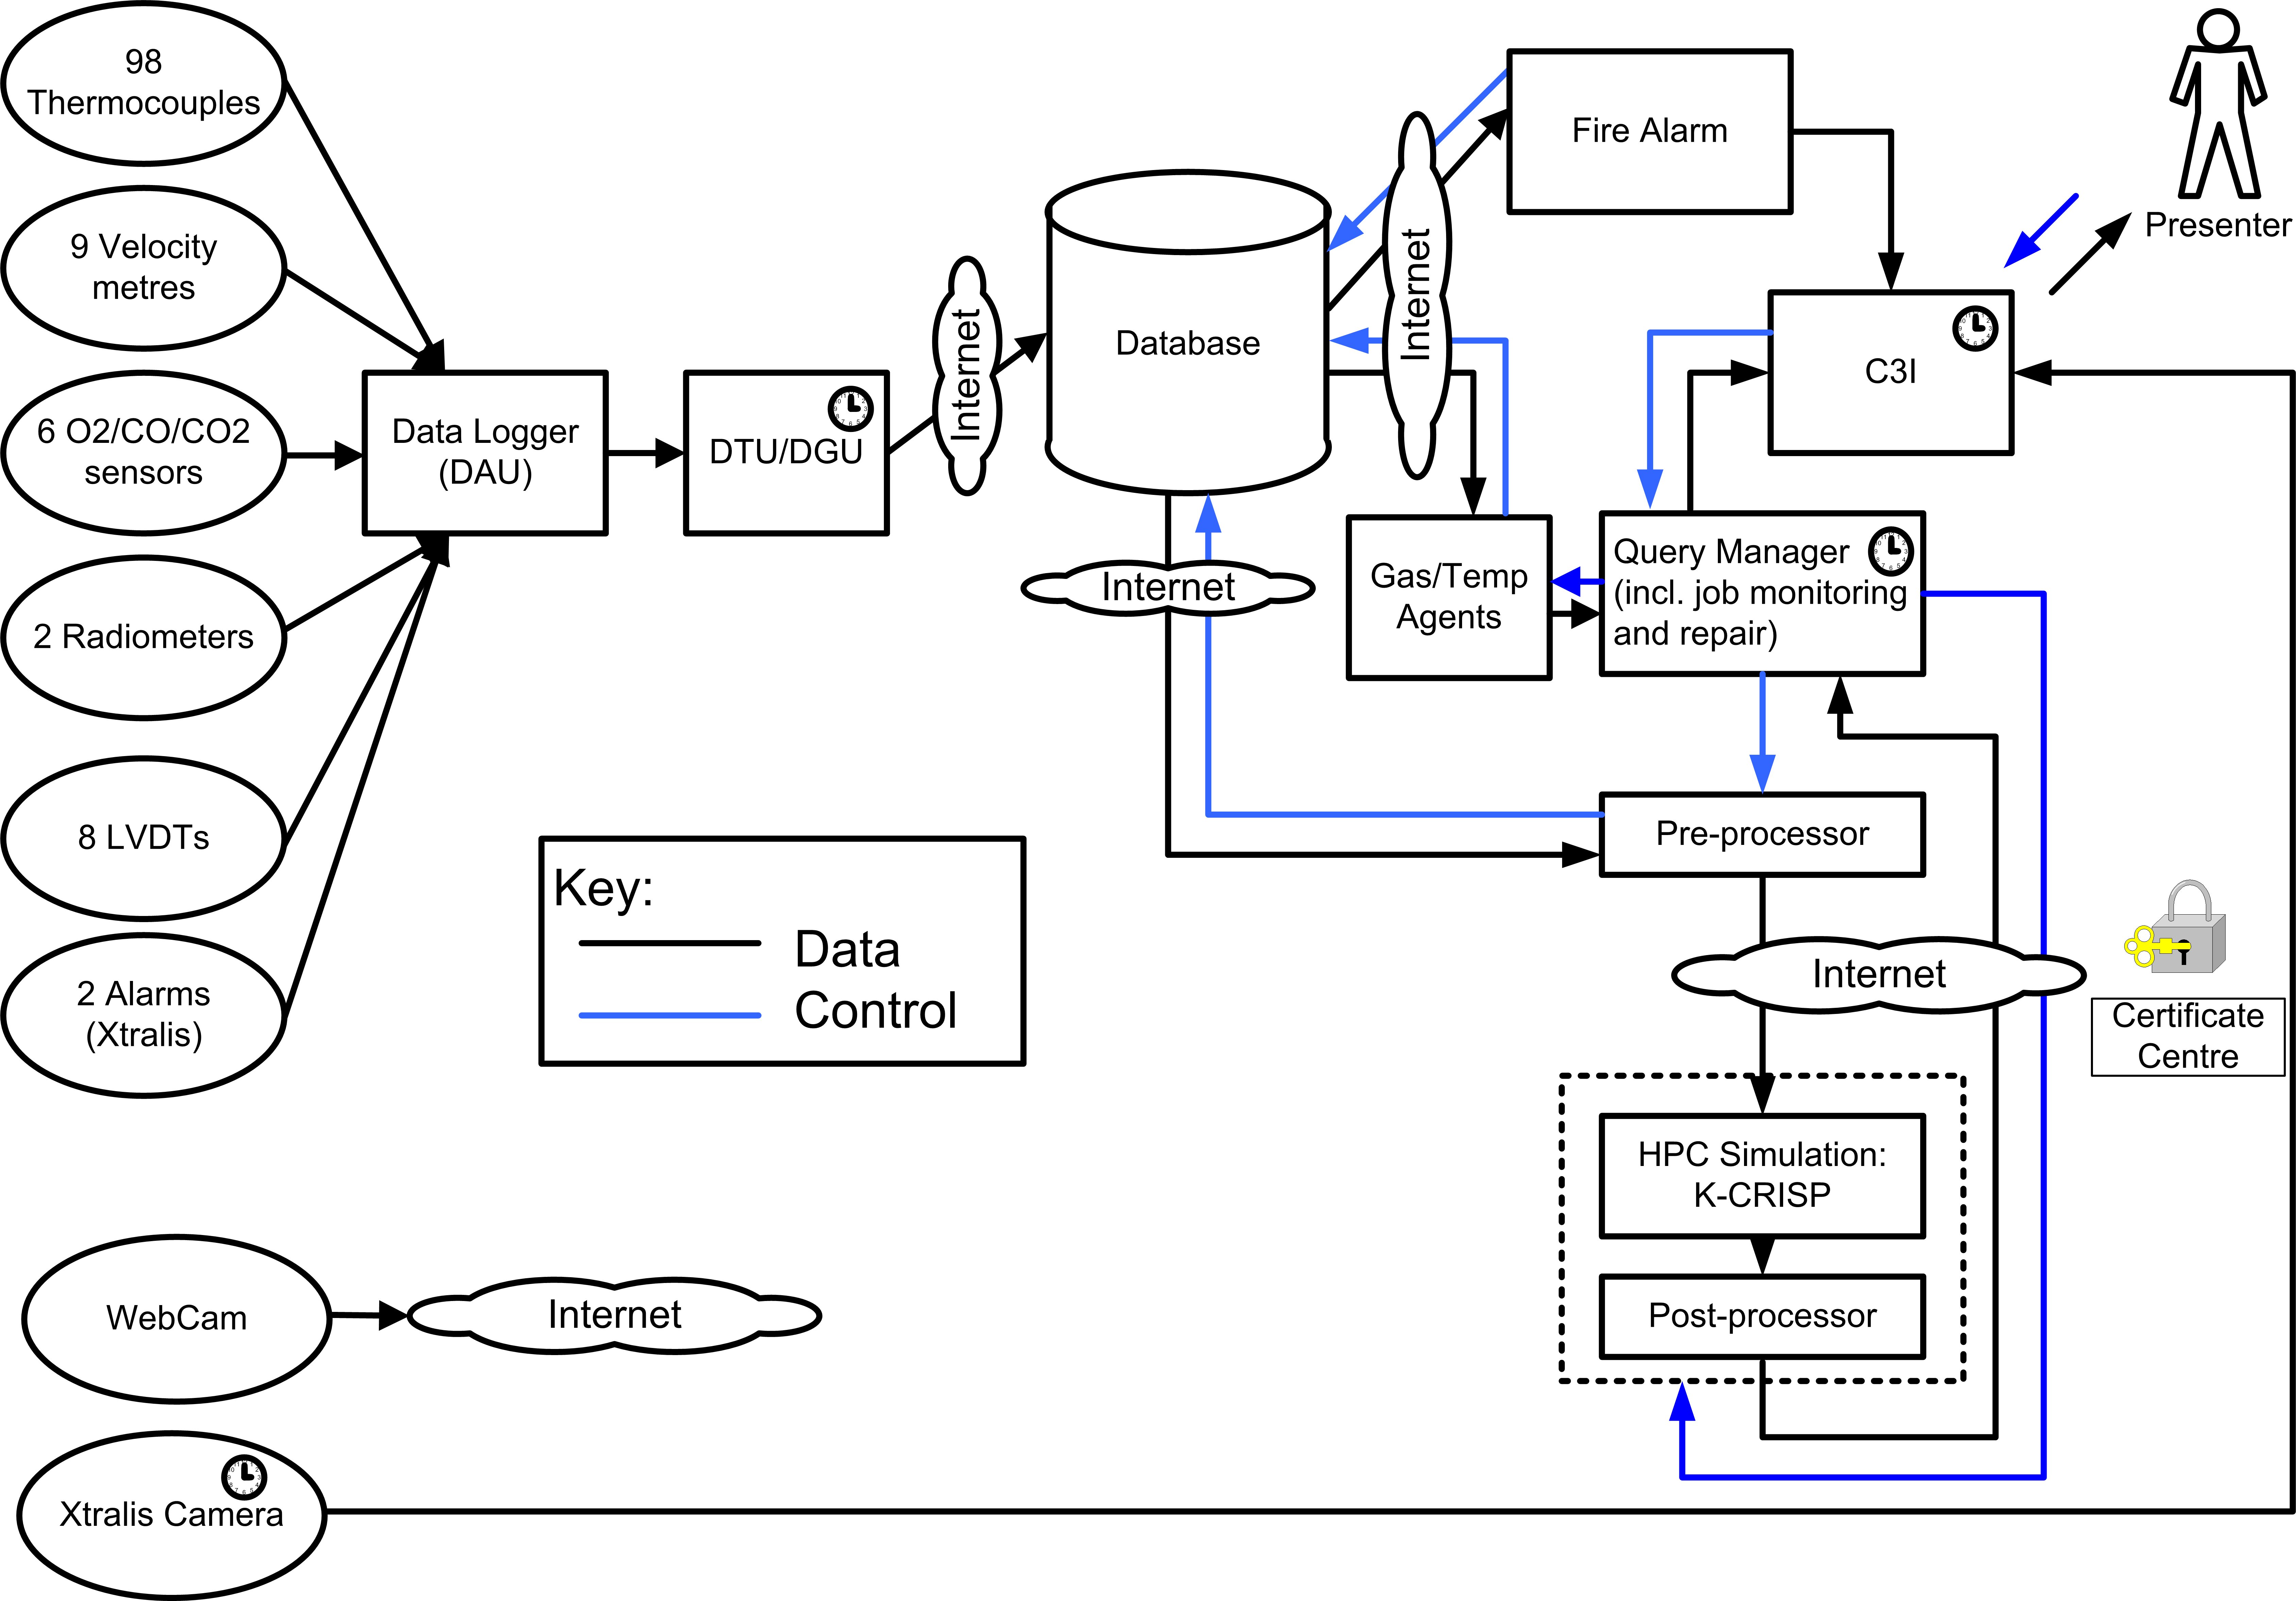 98
Thermocouples
9 Velocity
metres
6 O2/CO/CO2
sensors
2 Radiometers
8 LVDTs
2 Alarms
(Xtralis)
WebCam
Xtralis Camera
Data Logger
(DAU)
DTU/DGU
Internet
Database
Internet
Internet
Fire Alarm
Presenter
C3I
Gas/Temp
Agents
Query Manager
(incl. job monitoring
and repair)
Pre-processor
Internet
HPC Simulation:
K-CRISP
Post-processor
Certificate
Centre
Key:
Data
Control
Internet